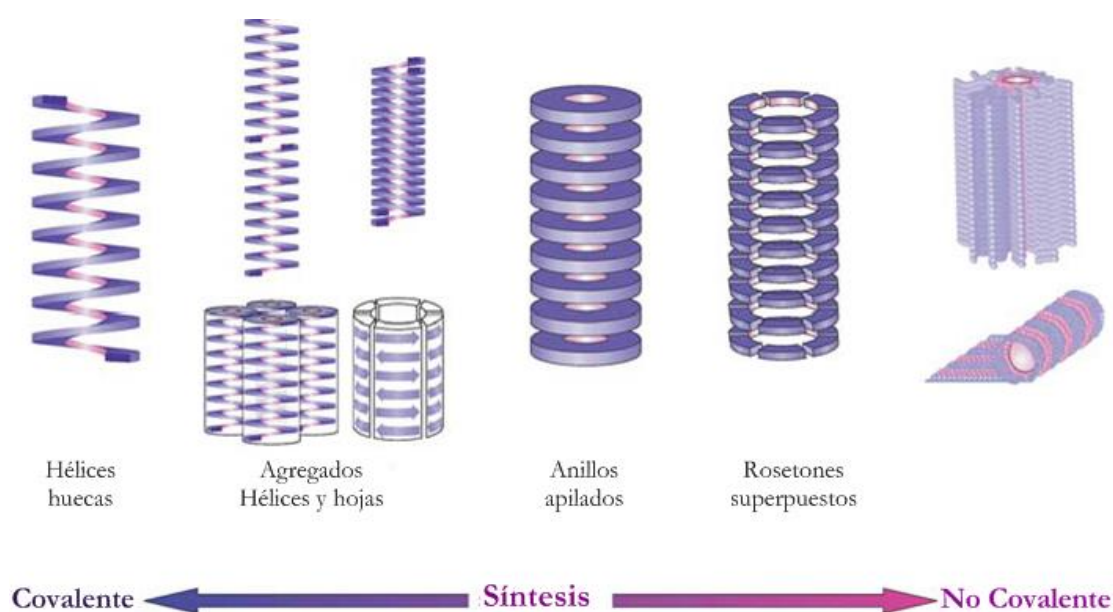 Hélices
huecas
Agregados
Hélices y hojas
Anillos
apilados
Rosetones
superpuestos
Covalente
Síntesis
No Covalente